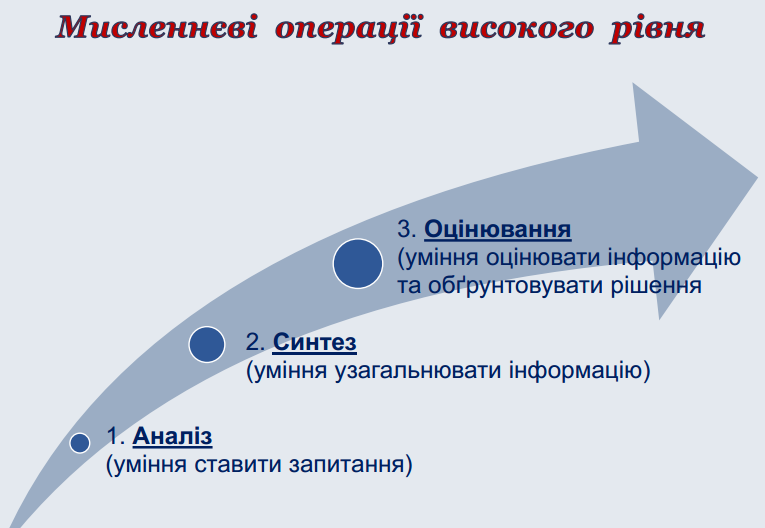 Мисленнєві операції високого рівня
3. Оцінювання
(уміння оцінювати інформацію
та обґрунтовувати рішення
2. Синтез
(уміння узагальнювати інформацію)
1. Аналіз
(уміння ставити запитання)